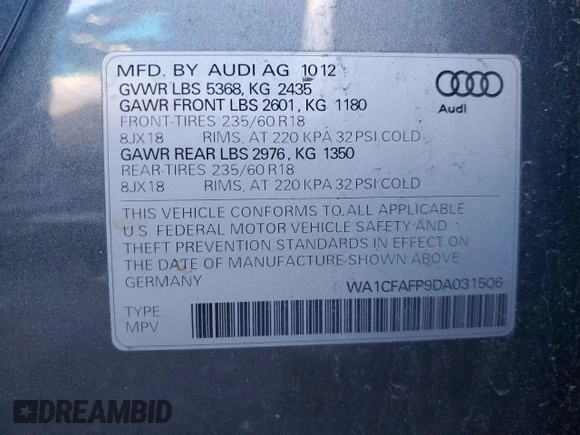 MFD. BY AUDI AG 10 12
GVWR LBS 5368, KG 2435
GAWR FRONT LBS 2601, KG 1180
FRONT-TIRES 235/60 R18
8JX18 RIMS, AT 220 KPA 32 PSI COLD
GAWR REAR LBS 2976, KG 1350
REAR-TIRES 235/60 R18
8JX18 RIMS, AT 220 KPA 32 PSI COLD
Audi
THIS VEHICLE CONFORMS TO ALL APPLICABLE
U.S. FEDERAL MOTOR VEHICLE SAFETY AND
THEFT PREVENTION STANDARDS IN EFFECT ON
THE DATE OF MANUFACTURE SHOWN ABOVE
GERMANY
WA1CFAFP9DA031506
TYPE:
MPV
DREAMBID